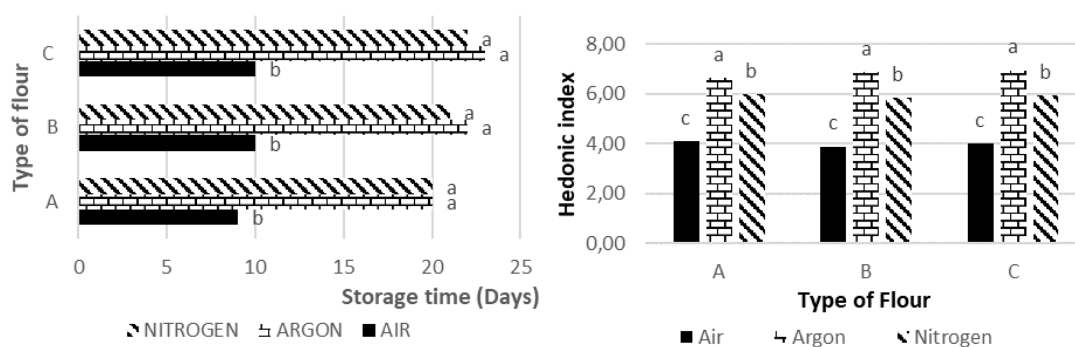 Type of flour
C
B
A
a
a
b
a
a
b
a
a
b
0 5 10 15 20 25
Storage time (Days)
NITROGEN ARGON AIR
Hedonic index
8,00
6,00
4,00
2,00
0,00
c a b
c a b
c a b
A B C
Type of Flour
Air Argon Nitrogen